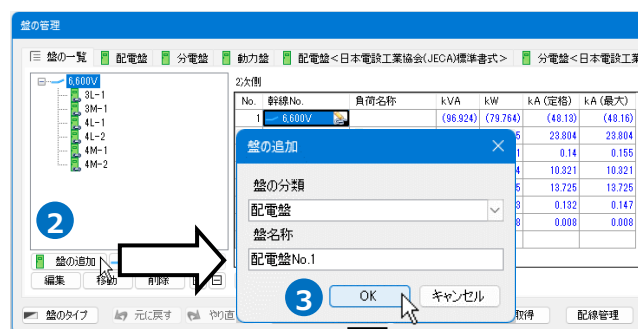 盤の管理
盤の一覧 配電盤 分電盤 動力盤 配電盤<日本電設工業協会(JECA)標準書式> 分電盤<日本電設工
6,600V
3L-1
3M-1
4L-1
4L-2
4M-1
4M-2
2次側
No. 幹線No. 負荷名称 kVA kW kA(定格) kA(最大)
1 6,600V (96.924) (79.764) (48.13) (48.16)
5 23.804 23.804
1 0.14 0.155
4 10.321 10.321
5 13.725 13.725
3 0.132 0.147
8 0.008 0.008
盤の追加
盤の分類
配電盤
盤名称
配電盤No.1
2
3
OK キャンセル
盤の追加
編集 移動 削除
盤のタイプ 元に戻す やり直 取得 配線管理